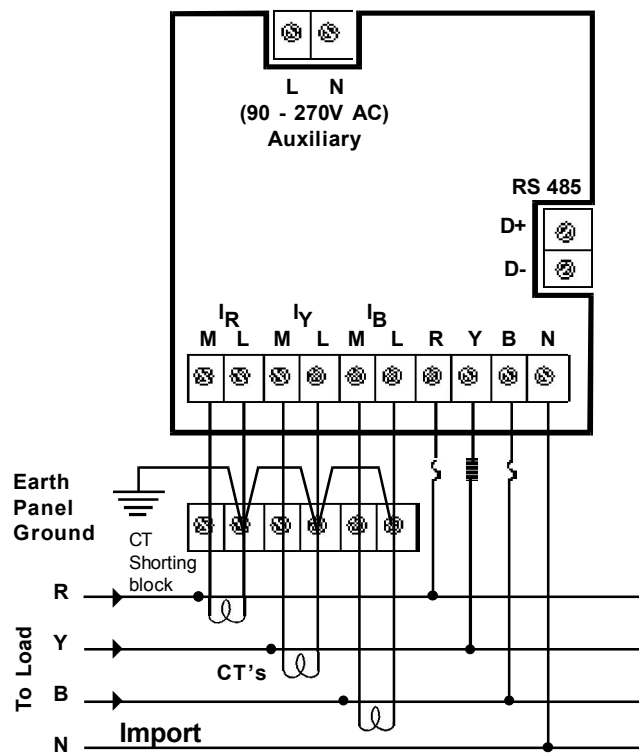 L N
(90 - 270V AC)
Auxiliary
RS 485
D+
D-
IR IY IB
M L M L M L R Y B N
Earth
Panel
Ground
CT
Shorting
block
R
Y
CT's
B
N
To Load
Import